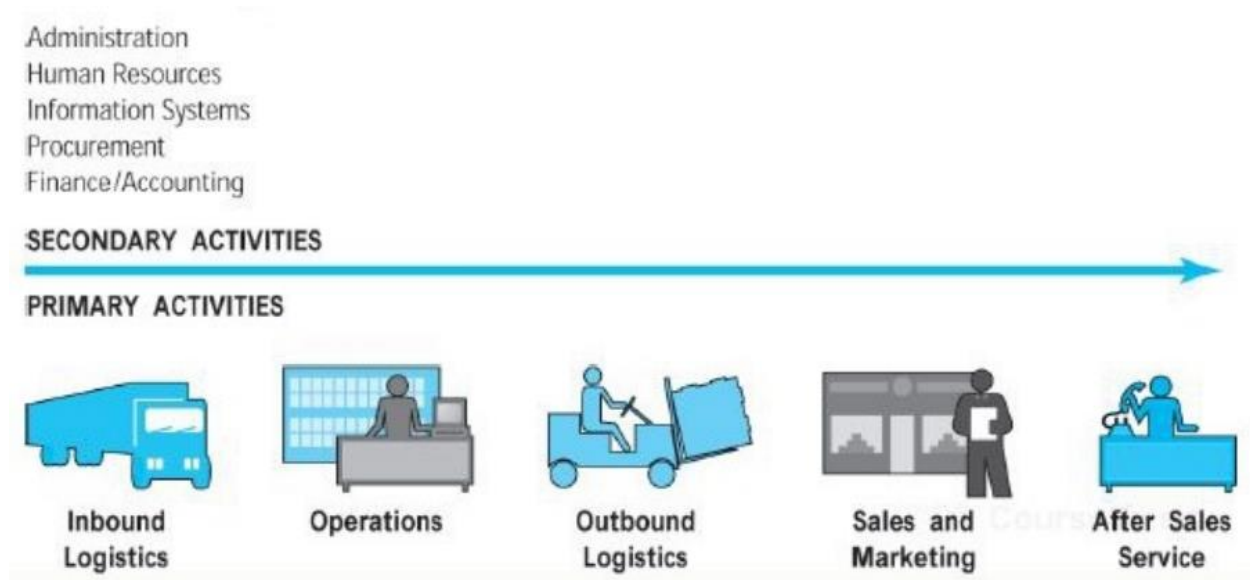 Administration
Human Resources
Information Systems
Procurement
Finance/Accounting
SECONDARY ACTIVITIES
PRIMARY ACTIVITIES
Inbound
Logistics
Operations
Outbound
Logistics
Sales and
Marketing
After Sales
Service